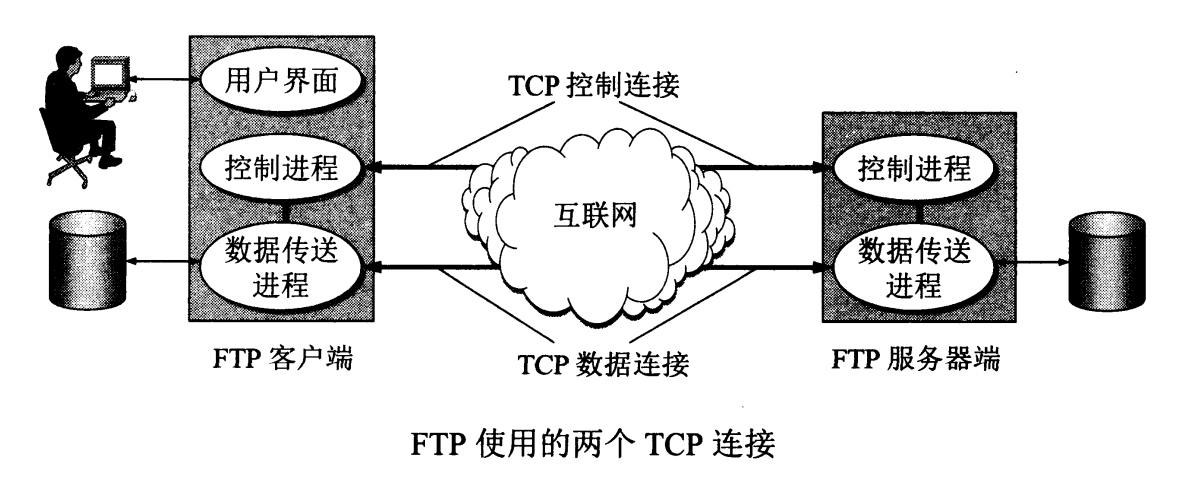 用户界面
TCP 控制连接
控制进程
控制进程
互联网
数据传送
进程
数据传送
进程
FTP 客户端
TCP 数据连接
FTP 服务器端
FTP 使用的两个 TCP 连接